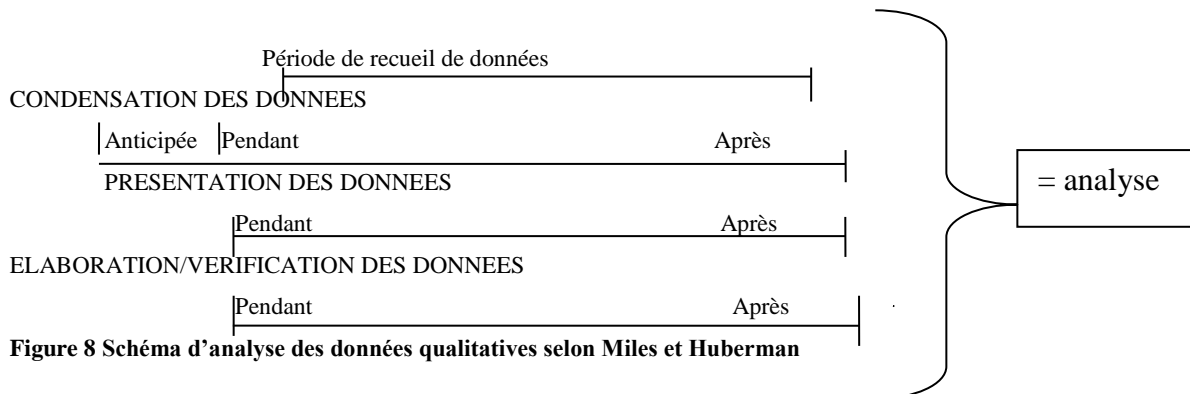 Période de recueil de données
CONDENSATION DES DONNEES
Anticipée Pendant Après
PRESENTATION DES DONNEES
= analyse
Pendant Après
ELABORATION/VERIFICATION DES DONNEES
Pendant Après
Figure 8 Schéma d’analyse des données qualitatives selon Miles et Huberman